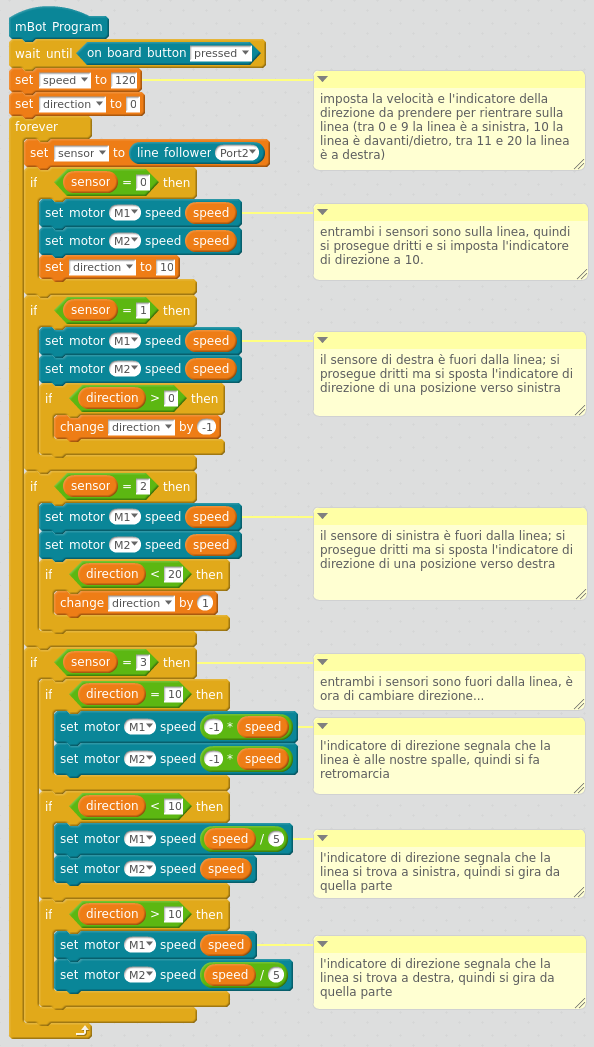 mBot Program
wait until on board button pressed
set speed to 120
set direction to 0
imposta la velocità e l'indicatore della
direzione da prendere per rientrare sulla
linea (tra 0 e 9 la linea è a sinistra, 10 la
linea è davanti/dietro, tra 11 e 20 la linea
è a destra)
forever
set sensor to line follower Port2
if sensor = 0 then
set motor M1 speed speed
set motor M2 speed speed
set direction to 10
entrambi i sensori sono sulla linea, quindi
si prosegue dritti e si imposta l'indicatore
di direzione a 10.
if sensor = 1 then
set motor M1 speed speed
set motor M2 speed speed
if direction > 0 then
change direction by -1
il sensore di destra è fuori dalla linea; si
prosegue dritti ma si sposta l'indicatore di
direzione di una posizione verso sinistra
if sensor = 2 then
set motor M1 speed speed
set motor M2 speed speed
if direction < 20 then
change direction by 1
il sensore di sinistra è fuori dalla linea; si
prosegue dritti ma si sposta l'indicatore di
direzione di una posizione verso destra
if sensor = 3 then
entrambi i sensori sono fuori dalla linea, è
ora di cambiare direzione...
if direction = 10 then
set motor M1 speed -1 * speed
set motor M2 speed -1 * speed
l'indicatore di direzione segnala che la
linea è alle nostre spalle, quindi si fa
retromarcia
if direction < 10 then
set motor M1 speed speed / 5
set motor M2 speed speed
l'indicatore di direzione segnala che la
linea si trova a sinistra, quindi si gira da
quella parte
if direction > 10 then
set motor M1 speed speed
set motor M2 speed speed / 5
l'indicatore di direzione segnala che la
linea si trova a destra, quindi si gira da
quella parte